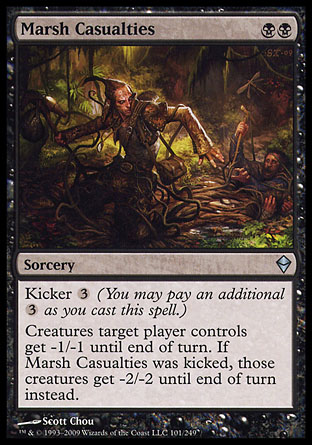 Marsh Casualties
SX·09
Sorcery
Kicker 3 (You may pay an additional
3 as you cast this spell.)
Creatures target player controls
get -1/-1 until end of turn. If
Marsh Casualties was kicked, those
creatures get -2/-2 until end of turn
instead.
Scott Chou
™ & © 1993–2009 Wizards of the Coast LLC 101/249